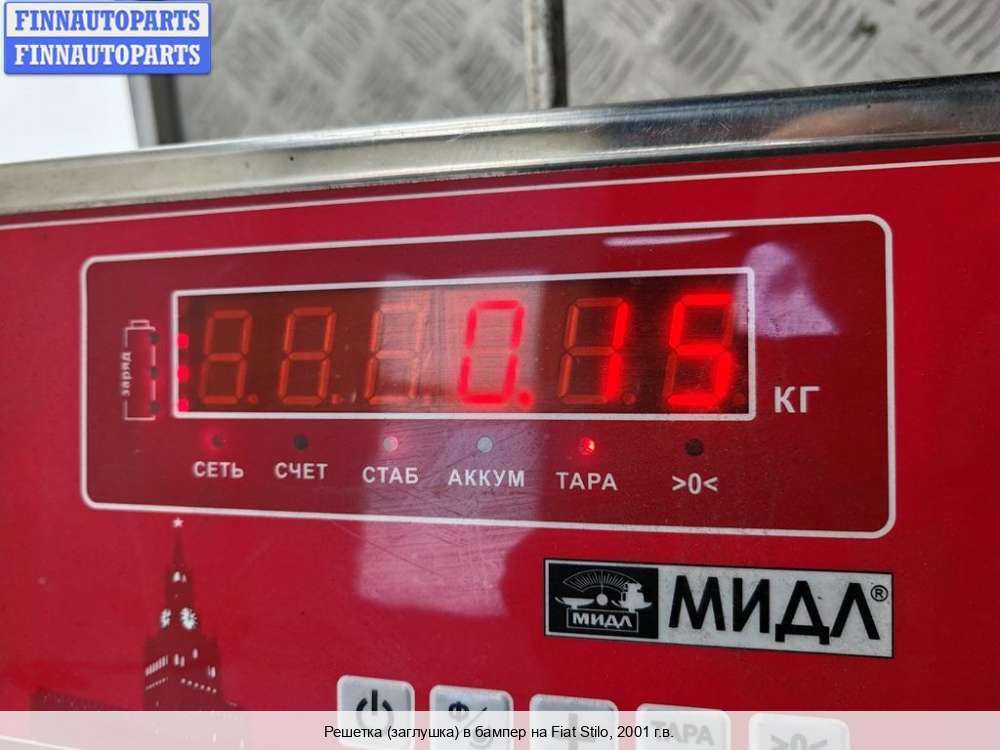 FINNAUTOPARTS
FINNAUTOPARTS
заряд
0.15
КГ
СЕТЬ СЧЕТ СТАБ АККУМ ТАРА >0<
МИДЛ
МИДЛ®
ТАРА >0<
Решетка (заглушка) в бампер на Fiat Stilo, 2001 г.в.